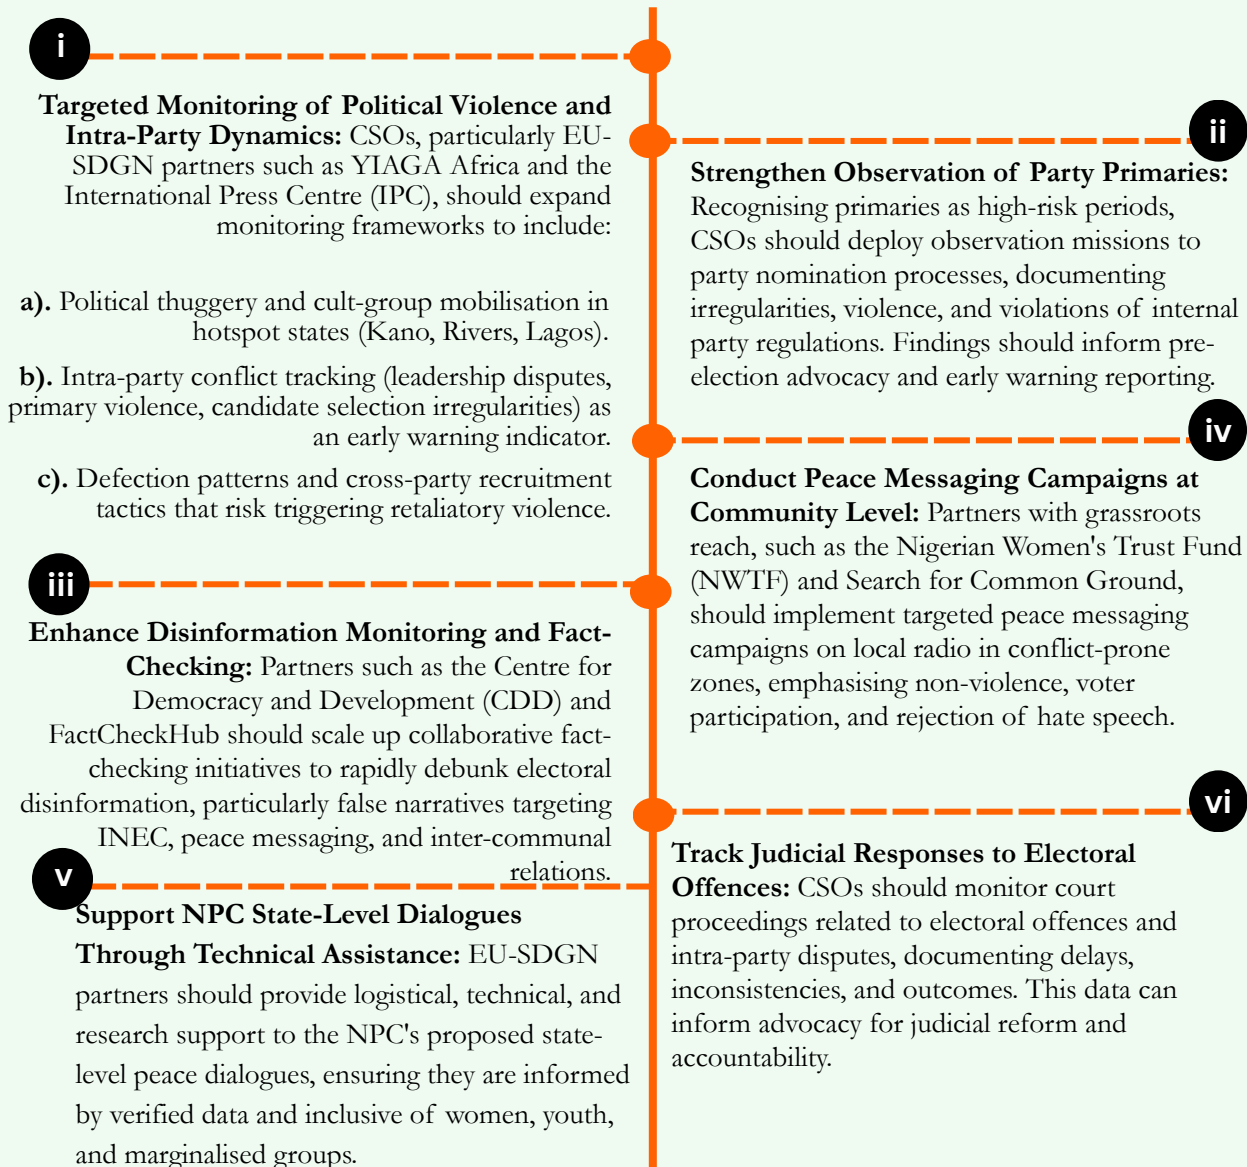 i
Targeted Monitoring of Political Violence and
Intra-Party Dynamics: CSOs, particularly EU-
SDGN partners such as YIAGA Africa and the
International Press Centre (IPC), should expand
monitoring frameworks to include:
a). Political thuggery and cult-group mobilisation in
hotspot states (Kano, Rivers, Lagos).
b). Intra-party conflict tracking (leadership disputes,
primary violence, candidate selection irregularities) as
an early warning indicator.
c). Defection patterns and cross-party recruitment
tactics that risk triggering retaliatory violence.
ii
Strengthen Observation of Party Primaries:
Recognising primaries as high-risk periods,
CSOs should deploy observation missions to
party nomination processes, documenting
irregularities, violence, and violations of internal
party regulations. Findings should inform pre-
election advocacy and early warning reporting.
iii
Enhance Disinformation Monitoring and Fact-
Checking: Partners such as the Centre for
Democracy and Development (CDD) and
FactCheckHub should scale up collaborative fact-
checking initiatives to rapidly debunk electoral
disinformation, particularly false narratives targeting
INEC, peace messaging, and inter-communal
relations.
iv
Conduct Peace Messaging Campaigns at
Community Level: Partners with grassroots
reach, such as the Nigerian Women's Trust Fund
(NWTF) and Search for Common Ground,
should implement targeted peace messaging
campaigns on local radio in conflict-prone
zones, emphasising non-violence, voter
participation, and rejection of hate speech.
v
Support NPC State-Level Dialogues
Through Technical Assistance: EU-SDGN
partners should provide logistical, technical, and
research support to the NPC's proposed state-
level peace dialogues, ensuring they are informed
by verified data and inclusive of women, youth,
and marginalised groups.
vi
Track Judicial Responses to Electoral
Offences: CSOs should monitor court
proceedings related to electoral offences and
intra-party disputes, documenting delays,
inconsistencies, and outcomes. This data can
inform advocacy for judicial reform and
accountability.